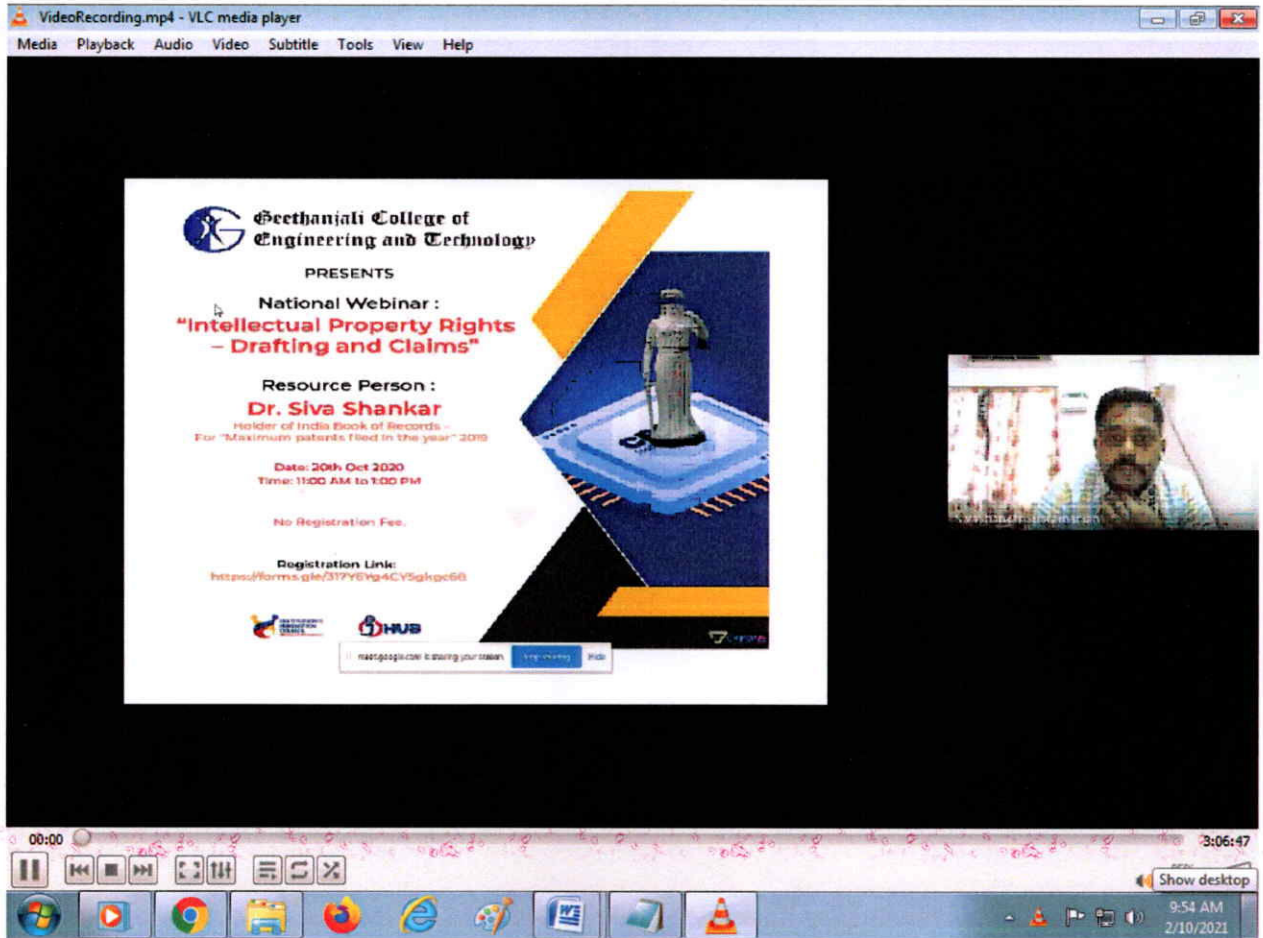 VideoRecording.mp4 - VLC media player
Media Playback Audio Video Subtitle Tools View Help
Geethanjali College of
Engineering and Technology
PRESENTS
National Webinar :
"Intellectual Property Rights
– Drafting and Claims"
Resource Person :
Dr. Siva Shankar
Holder of India Book of Records –
For "Maximum patents filed in the year" 2019
Date: 20th Oct 2020
Time: 11:00 AM to 1:00 PM
No Registration Fee.
Registration Link:
HUB
meet.google.com is sharing your screen. Stop sharing Hide
00:00
3:06:47
Show desktop
9:54 AM
2/10/2021